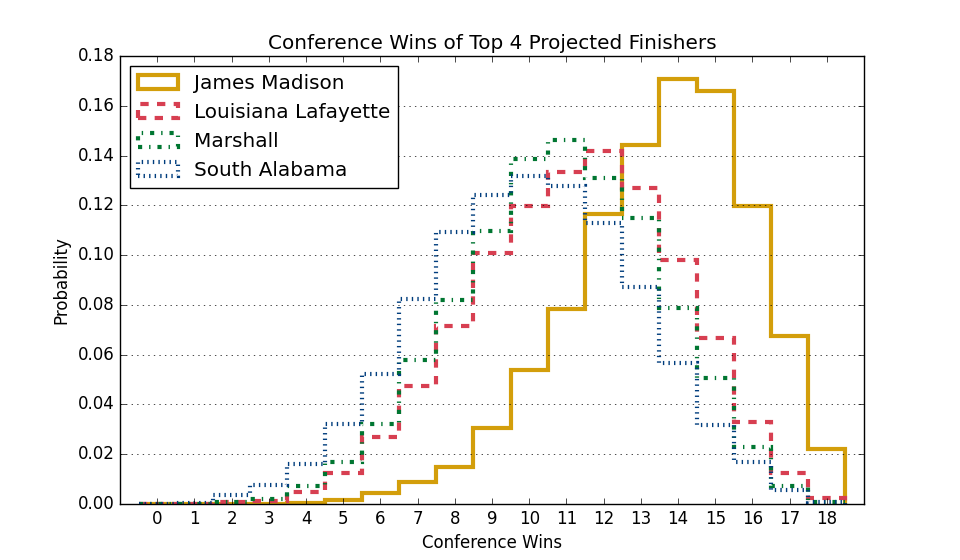 Conference Wins of Top 4 Projected Finishers
James Madison
Louisiana Lafayette
Marshall
South Alabama
0.18
0.16
0.14
0.12
0.10
0.08
0.06
0.04
0.02
0.00
Probability
0 1 2 3 4 5 6 7 8 9 10 11 12 13 14 15 16 17 18
Conference Wins